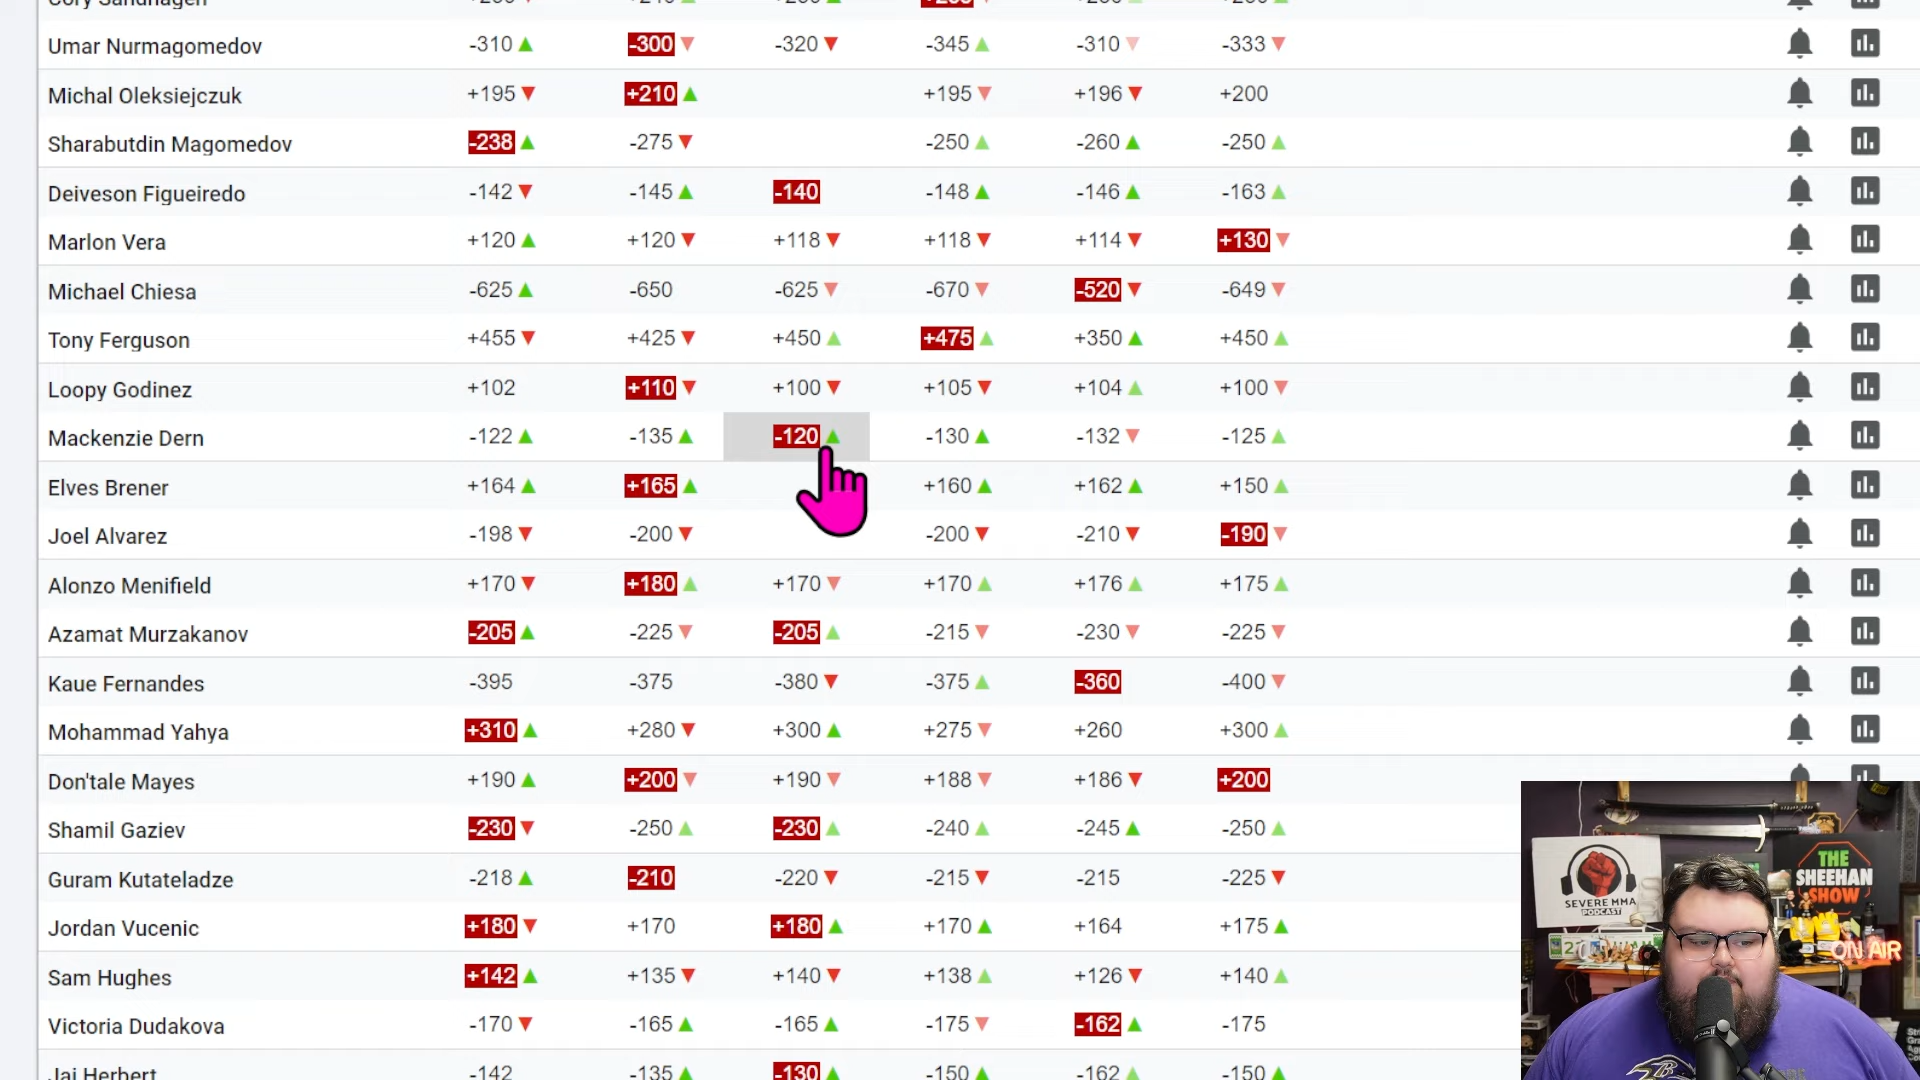 Cory Sandhagen
Umar Nurmagomedov -310 -300 -320 -345 -310 -333
Michal Oleksiejczuk +195 +210 +195 +196 +200
Sharabutdin Magomedov -238 -275 -250 -260 -250
Deiveson Figueiredo -142 -145 -140 -148 -146 -163
Marlon Vera +120 +120 +118 +118 +114 +130
Michael Chiesa -625 -650 -625 -670 -520 -649
Tony Ferguson +455 +425 +450 +475 +350 +450
Loopy Godinez +102 +110 +100 +105 +104 +100
Mackenzie Dern -122 -135 -120 -130 -132 -125
Elves Brener +164 +165 +160 +162 +150
Joel Alvarez -198 -200 -200 -210 -190
Alonzo Menifield +170 +180 +170 +170 +176 +175
Azamat Murzakanov -205 -225 -205 -215 -230 -225
Kaue Fernandes -395 -375 -380 -375 -360 -400
Mohammad Yahya +310 +280 +300 +275 +260 +300
Don'tale Mayes +190 +200 +190 +188 +186 +200
Shamil Gaziev -230 -250 -230 -240 -245 -250
Guram Kutateladze -218 -210 -220 -215 -215 -225
Jordan Vucenic +180 +170 +180 +170 +164 +175
Sam Hughes +142 +135 +140 +138 +126 +140
Victoria Dudakova -170 -165 -165 -175 -162 -175
Jai Herbert -142 -135 -130 -150 -162 -150
SEVERE MMA
PODCAST
THE
SHEEHAN
SHOW
ON AIR